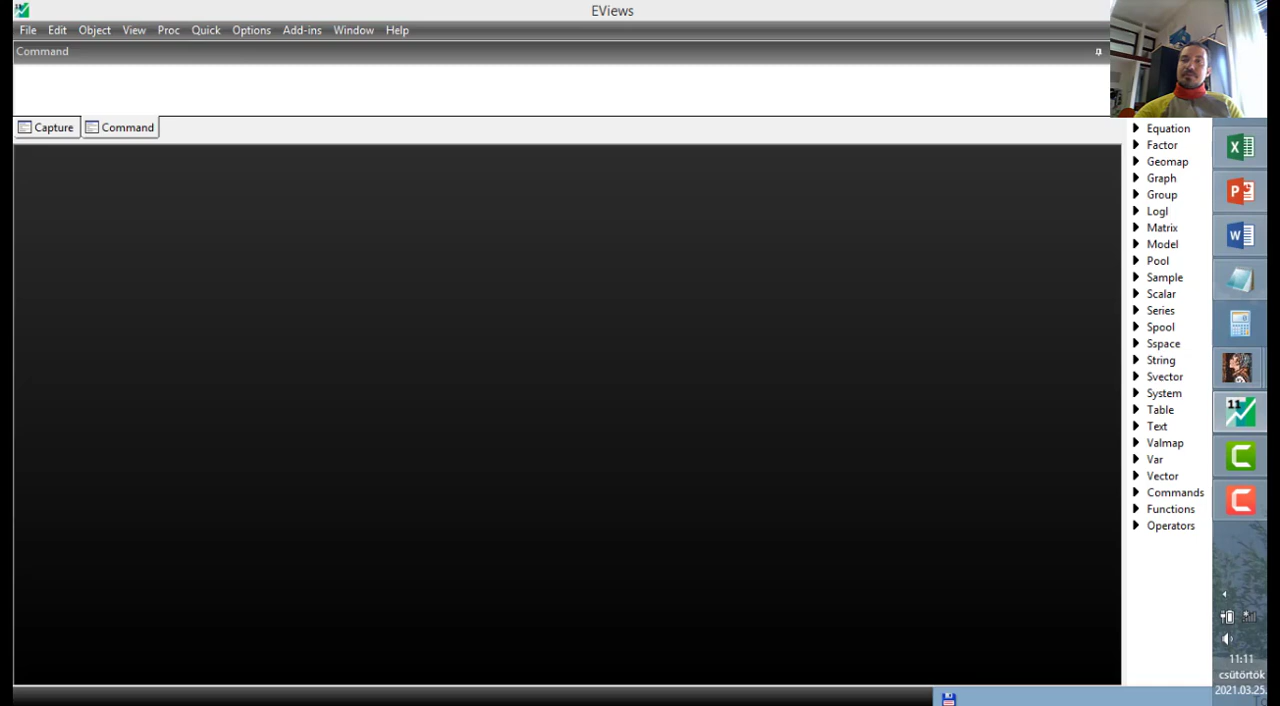 EViews
File Edit Object View Proc Quick Options Add-ins Window Help
Command
Capture Command
Equation
Factor
Geomap
Graph
Group
Logl
Matrix
Model
Pool
Sample
Scalar
Series
Spool
Sspace
String
Svector
System
Table
Text
Valmap
Var
Vector
Commands
Functions
Operators
11
11:11
csütörtök
2021.03.25.